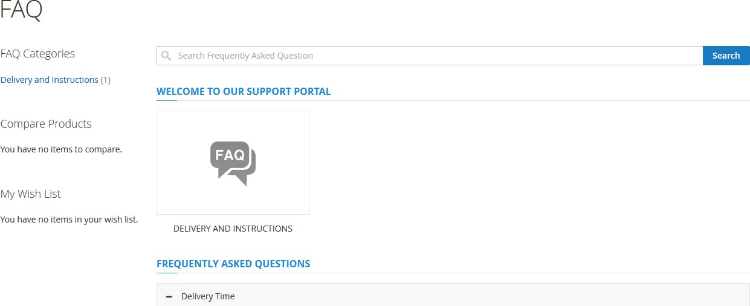 FAQ
FAQ Categories
Delivery and Instructions (1)
Compare Products
You have no items to compare.
My Wish List
You have no items in your wish list.
Search Frequently Asked Question
Search
WELCOME TO OUR SUPPORT PORTAL
FAQ
DELIVERY AND INSTRUCTIONS
FREQUENTLY ASKED QUESTIONS
Delivery Time